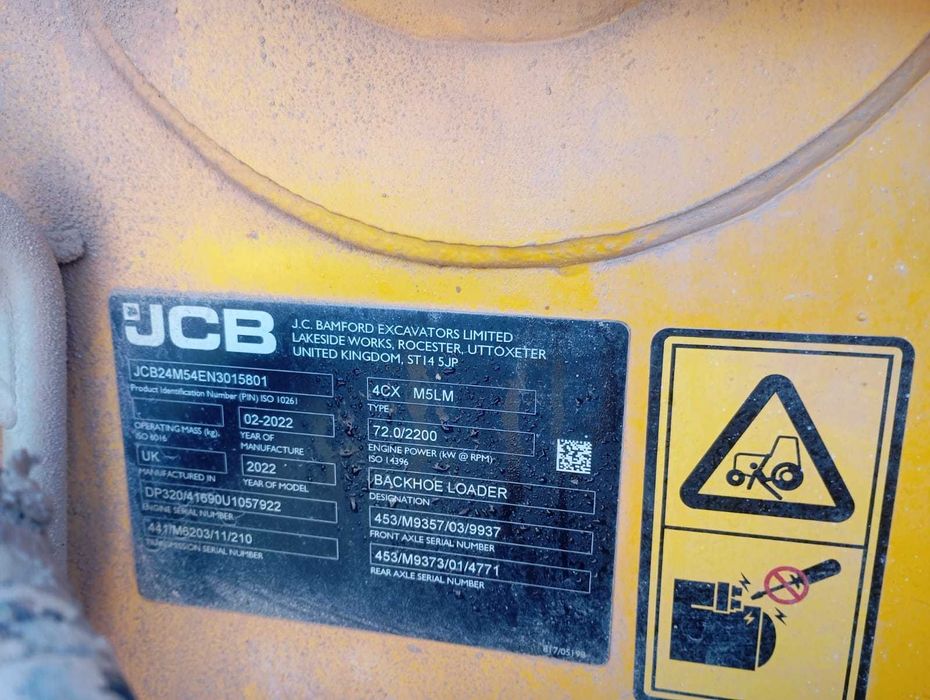 JCB
J.C. BAMFORD EXCAVATORS LIMITED
LAKESIDE WORKS, ROCESTER, UTTOXETER
UNITED KINGDOM, ST14 5JP
JCB24M54EN3015801
Product Identification Number (PIN) ISO 10261
02-2022
OPERATING MASS (kg).
ISO 6016
YEAR OF
MANUFACTURE
UK
MANUFACTURED IN
2022
YEAR OF MODEL
DP320/41690U1057922
ENGINE SERIAL NUMBER
441/M6203/11/210
TRANSMISSION SERIAL NUMBER
4CX M5LM
TYPE
72.0/2200
ENGINE POWER (kW @ RPM)
ISO 14396
BACKHOE LOADER
DESIGNATION
453/M9357/03/9937
FRONT AXLE SERIAL NUMBER
453/M9373/01/4771
REAR AXLE SERIAL NUMBER
817/05198